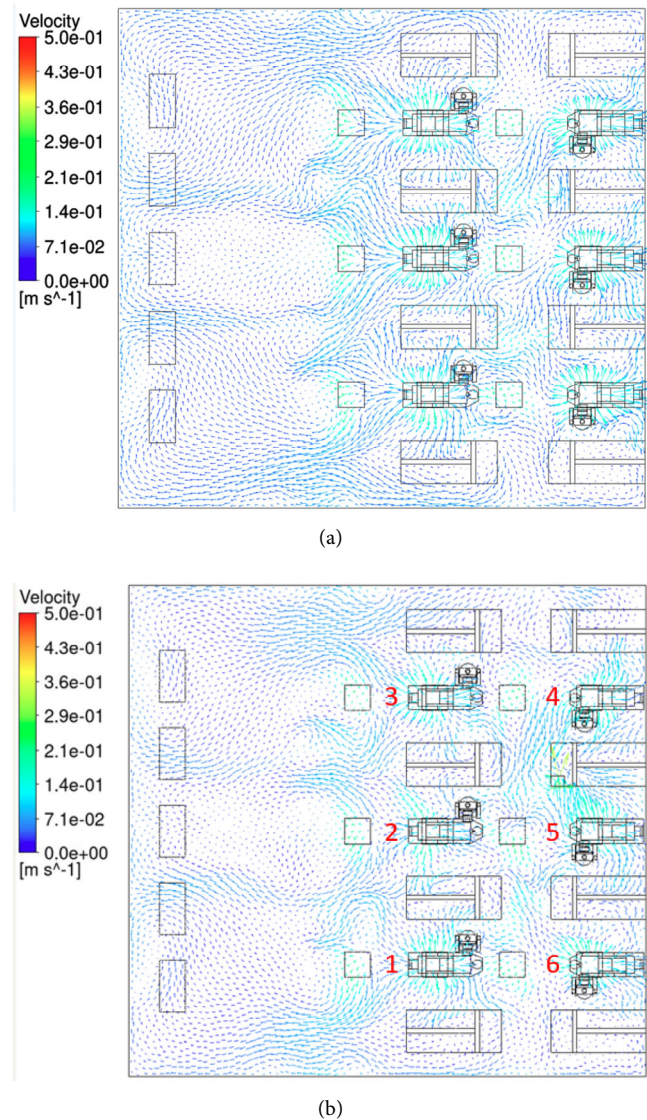 Velocity
5.0e-01
4.3e-01
3.6e-01
2.9e-01
2.1e-01
1.4e-01
7.1e-02
0.0e+00
[m s^-1]
(a)
Velocity
5.0e-01
4.3e-01
3.6e-01
2.9e-01
2.1e-01
1.4e-01
7.1e-02
0.0e+00
[m s^-1]
3 4
2 5
1 6
(b)